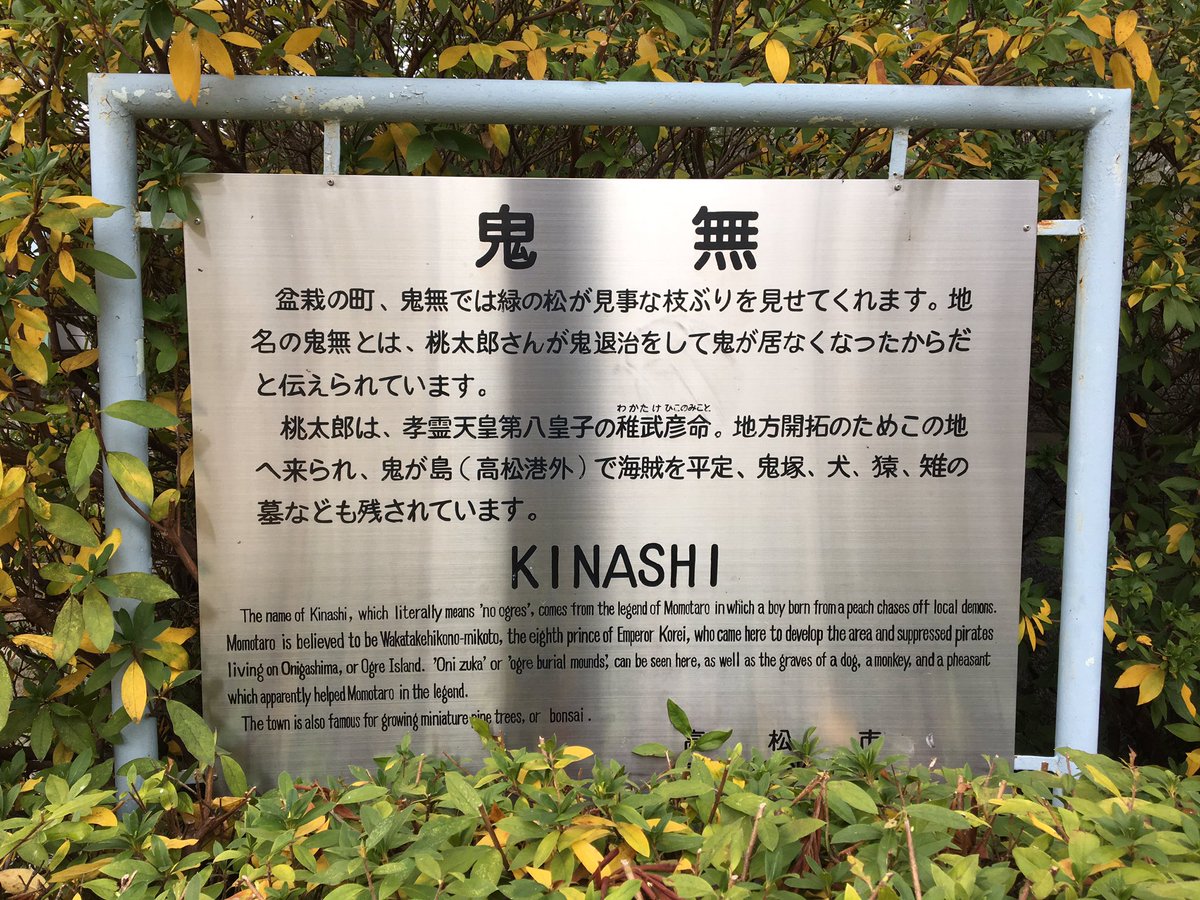 鬼 無
盆栽の町、鬼無では緑の松が見事な枝ぶりを見せてくれます。地
名の鬼無とは、桃太郎さんが鬼退治をして鬼が居なくなったからだ
と伝えられています。
わかたけ ひこのみこと
桃太郎は、孝霊天皇第八皇子の稚武彦命。地方開拓のためこの地
へ来られ、鬼が島(高松港外)で海賊を平定、鬼塚、犬、猿、雉の
墓なども残されています。
KINASHI
The name of Kinashi, which literally means 'no ogres', comes from the legend of Momotaro in which a boy born from a peach chases off local demons.
Momotaro is believed to be Wakatakehikono-mikoto, the eighth prince of Emperor Korei, who came here to develop the area and suppressed pirates
living on Onigashima, or Ogre Island. 'Oni zuka' or 'ogre burial mounds', can be seen here, as well as the graves of a dog, a monkey, and a pheasant
which apparently helped Momotaro in the legend.
The town is also famous for growing miniature pine trees, or bonsai.
高 松 市